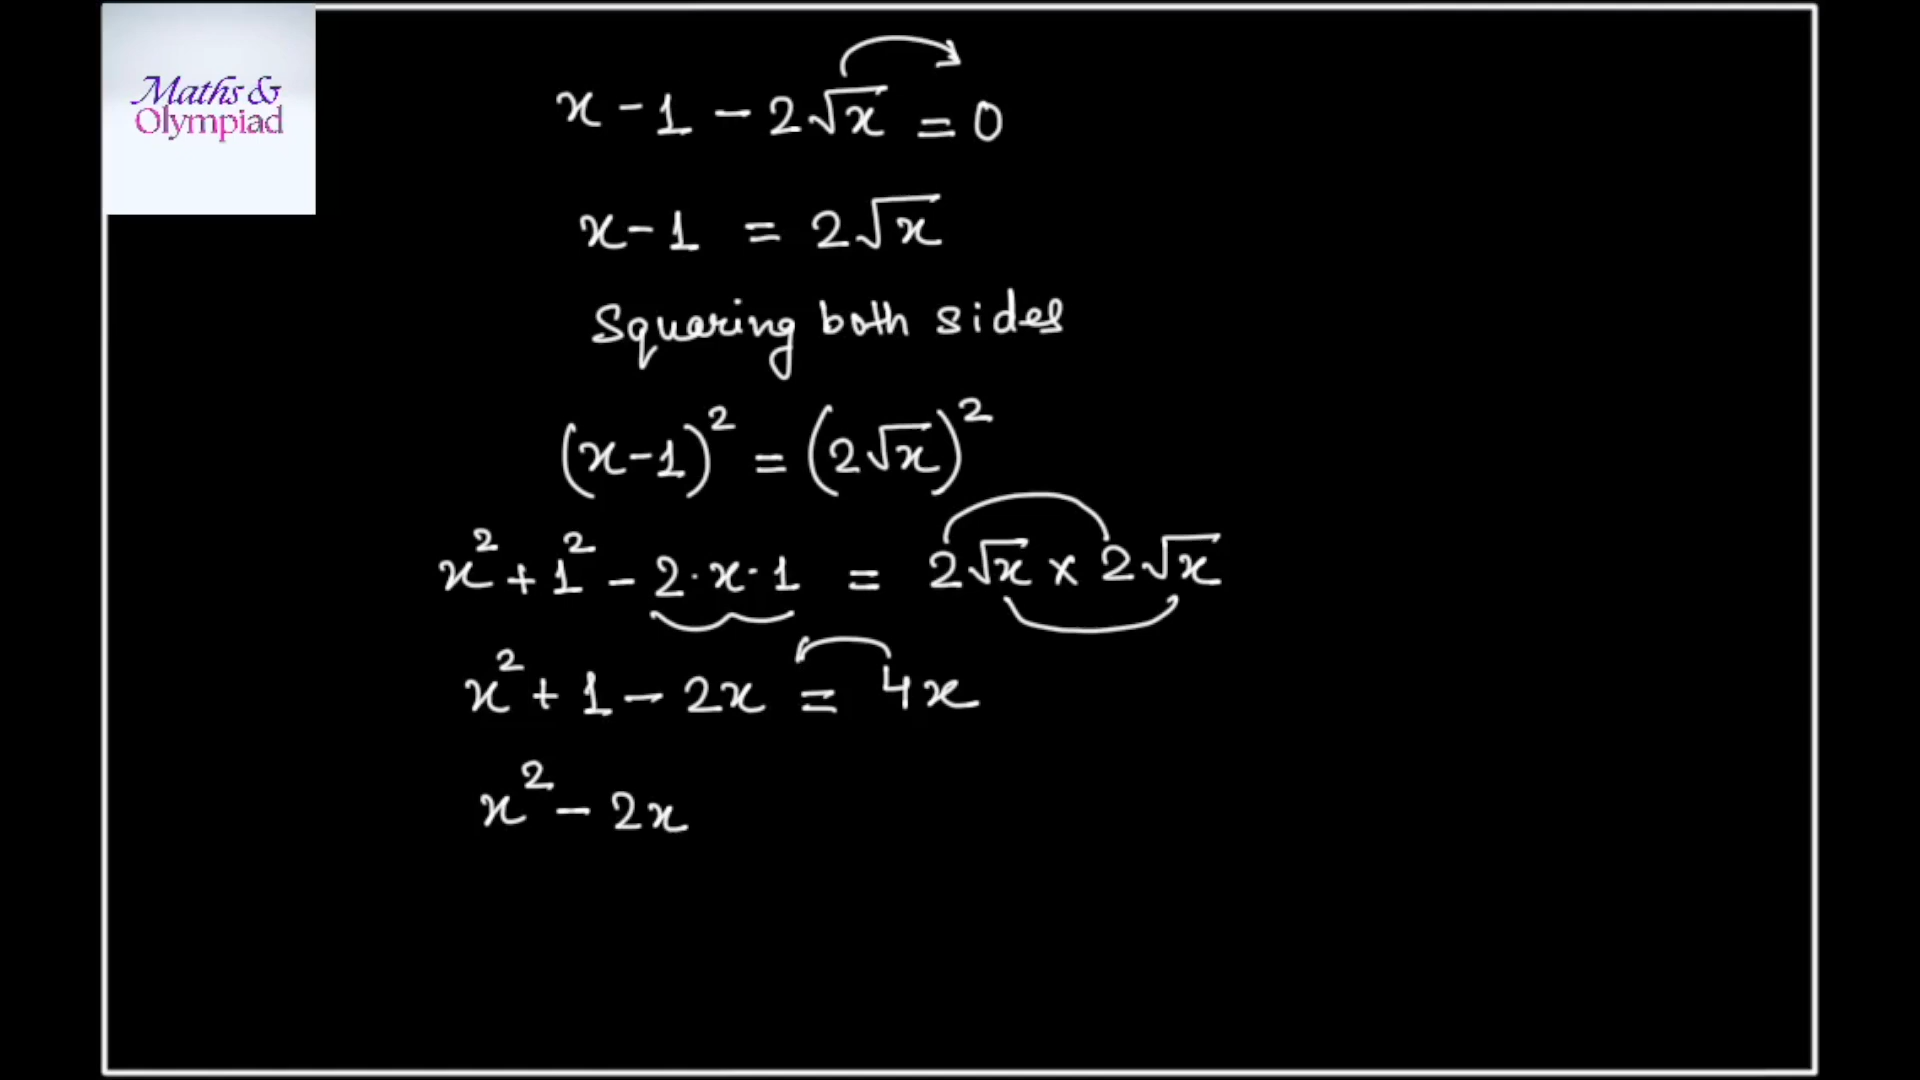 Maths &
Olympiad
x - 1 - 2√x = 0
x - 1 = 2√x
Squaring both sides
(x - 1)² = (2√x)²
x² + 1² - 2·x·1 = 2√x × 2√x
x² + 1 - 2x = 4x
x² - 2x